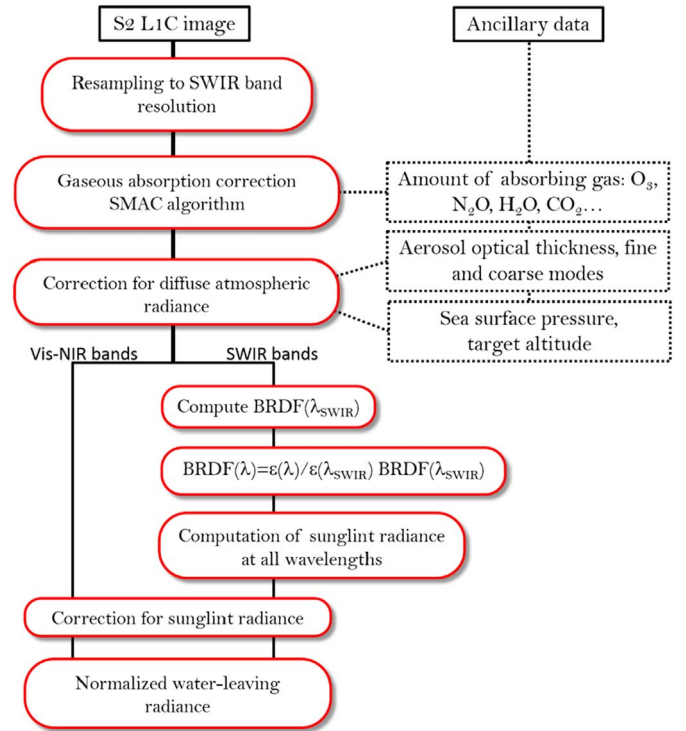 S2 L1C image
Ancillary data
Resampling to SWIR band
resolution
Gaseous absorption correction
SMAC algorithm
Amount of absorbing gas: O₃,
N₂O, H₂O, CO₂…
Correction for diffuse atmospheric
radiance
Aerosol optical thickness, fine
and coarse modes
Sea surface pressure,
target altitude
Vis-NIR bands
SWIR bands
Compute BRDF(λSWIR)
BRDF(λ)=ε(λ)/ε(λSWIR) BRDF(λSWIR)
Computation of sunglint radiance
at all wavelengths
Correction for sunglint radiance
Normalized water-leaving
radiance